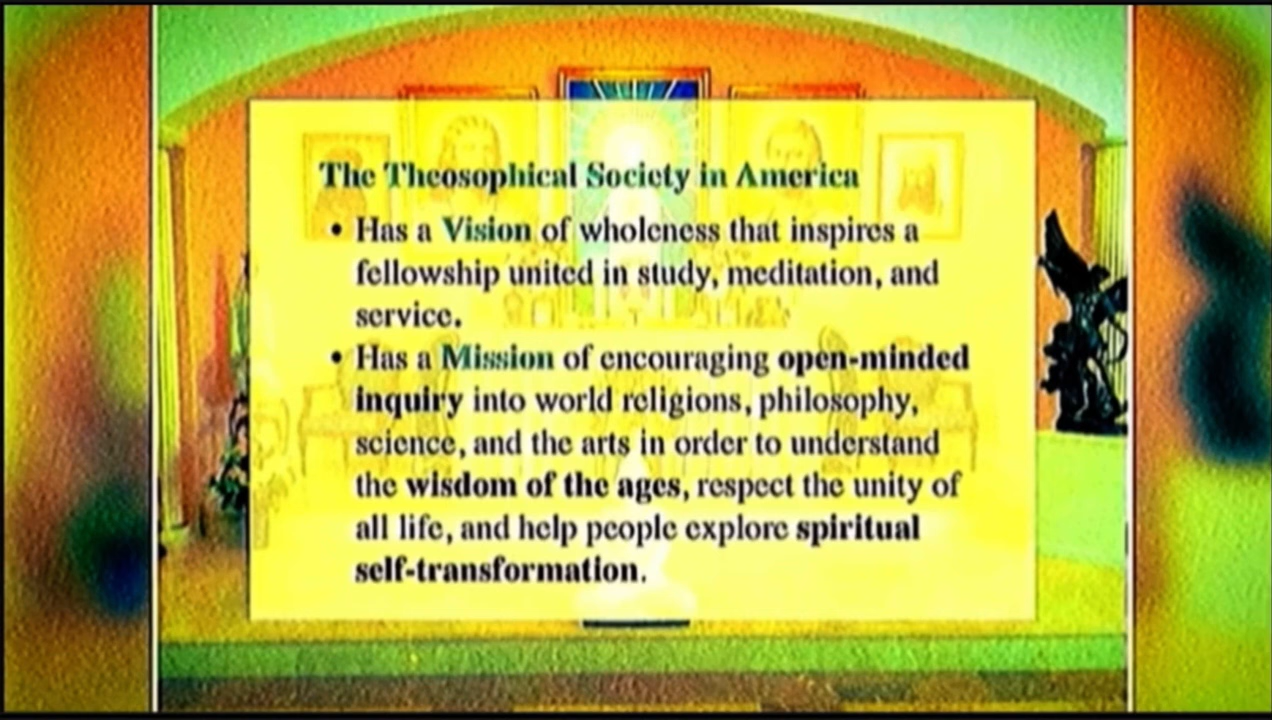 The Theosophical Society in America
• Has a Vision of wholeness that inspires a
fellowship united in study, meditation, and
service.
• Has a Mission of encouraging open-minded
inquiry into world religions, philosophy,
science, and the arts in order to understand
the wisdom of the ages, respect the unity of
all life, and help people explore spiritual
self-transformation.